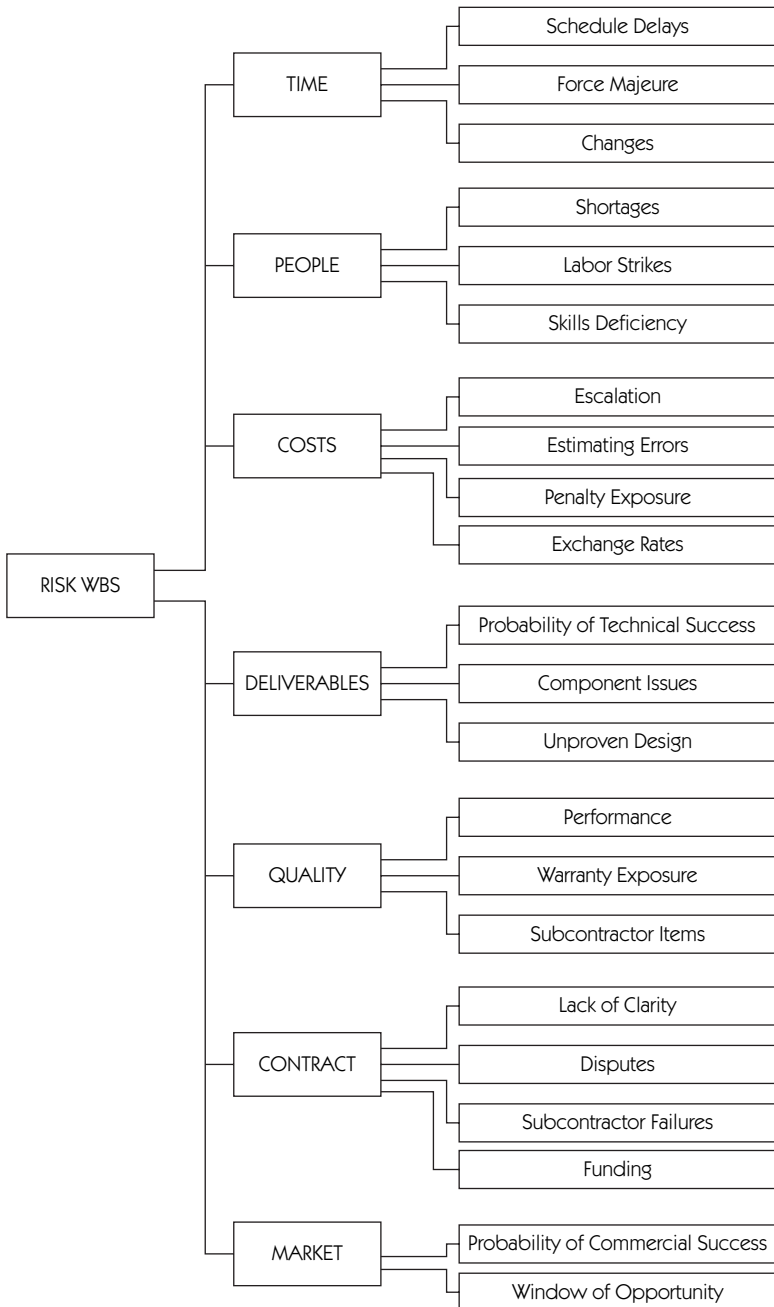 RISK WBS
TIME
Schedule Delays
Force Majeure
Changes
PEOPLE
Shortages
Labor Strikes
Skills Deficiency
COSTS
Escalation
Estimating Errors
Penalty Exposure
Exchange Rates
DELIVERABLES
Probability of Technical Success
Component Issues
Unproven Design
QUALITY
Performance
Warranty Exposure
Subcontractor Items
CONTRACT
Lack of Clarity
Disputes
Subcontractor Failures
Funding
MARKET
Probability of Commercial Success
Window of Opportunity